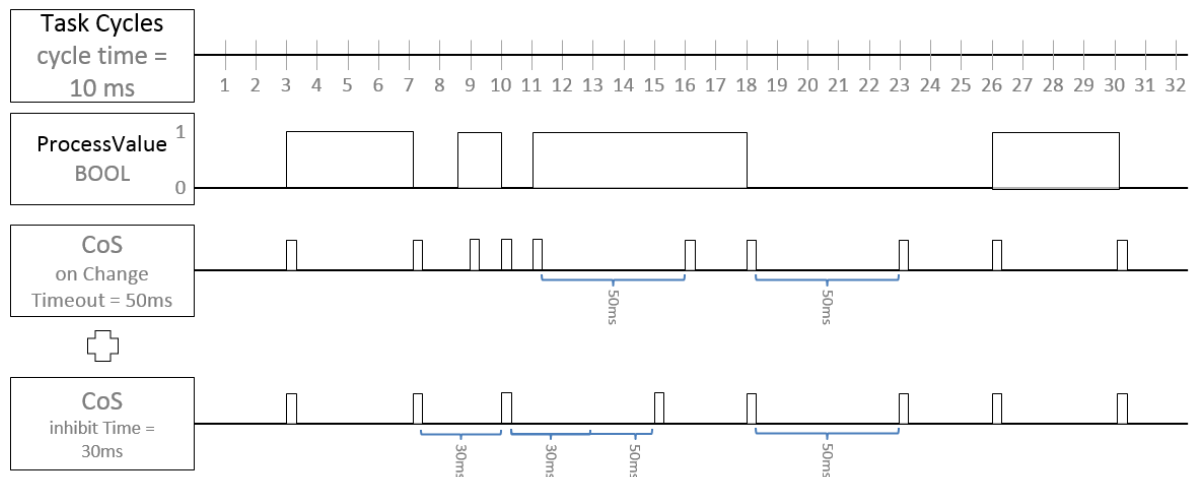 Task Cycles
cycle time =
10 ms
1 2 3 4 5 6 7 8 9 10 11 12 13 14 15 16 17 18 19 20 21 22 23 24 25 26 27 28 29 30 31 32
ProcessValue
BOOL
1
0
CoS
on Change
Timeout = 50ms
50ms
50ms
CoS
inhibit Time =
30ms
30ms
30ms
50ms
50ms